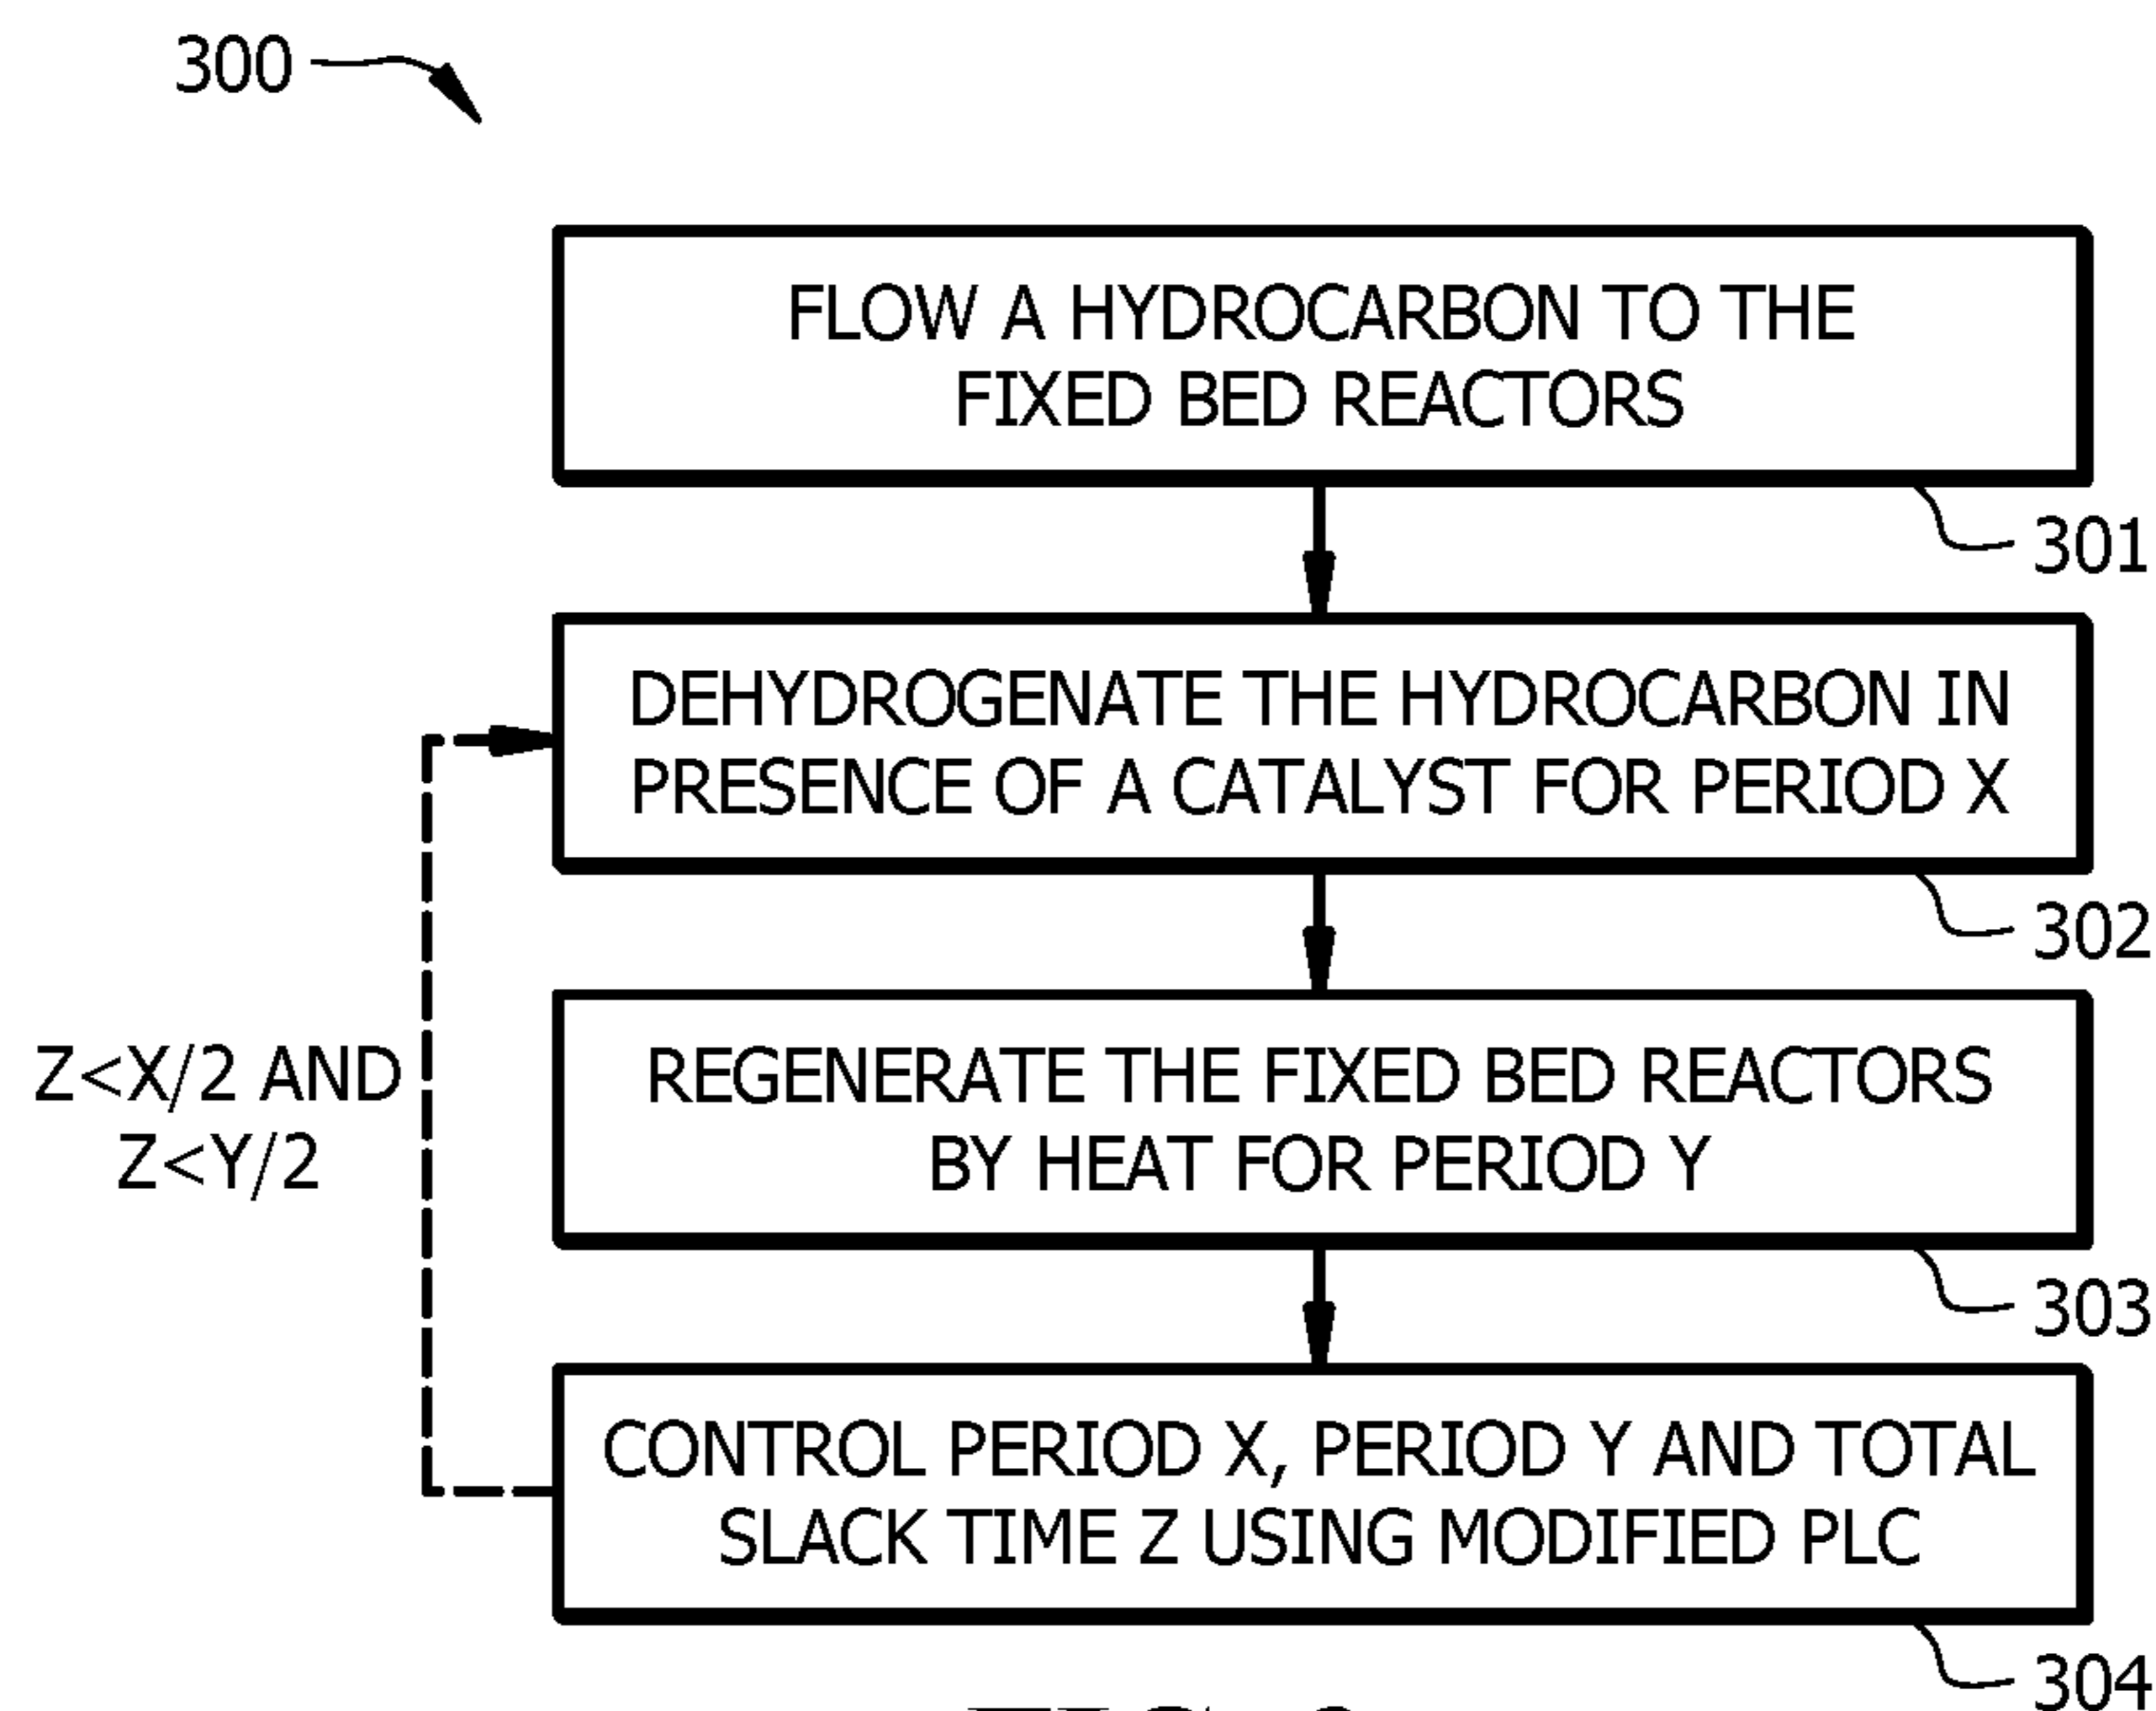 300
FLOW A HYDROCARBON TO THE
FIXED BED REACTORS
301
DEHYDROGENATE THE HYDROCARBON IN
PRESENCE OF A CATALYST FOR PERIOD X
302
Z<X/2 AND
Z<Y/2
REGENERATE THE FIXED BED REACTORS
BY HEAT FOR PERIOD Y
303
CONTROL PERIOD X, PERIOD Y AND TOTAL
SLACK TIME Z USING MODIFIED PLC
304